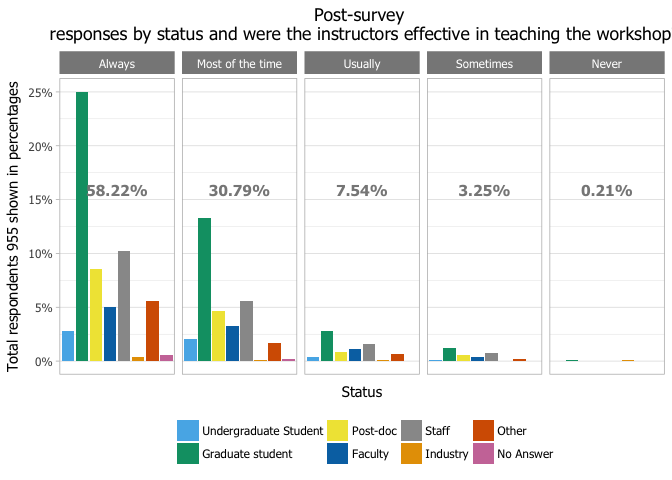 Post-survey
responses by status and were the instructors effective in teaching the workshop
Total respondents 955 shown in percentages
Always
Most of the time
Usually
Sometimes
Never
25%
20%
15%
10%
5%
0%
58.22%
30.79%
7.54%
3.25%
0.21%
Status
Undergraduate Student
Post-doc
Staff
Other
Graduate student
Faculty
Industry
No Answer